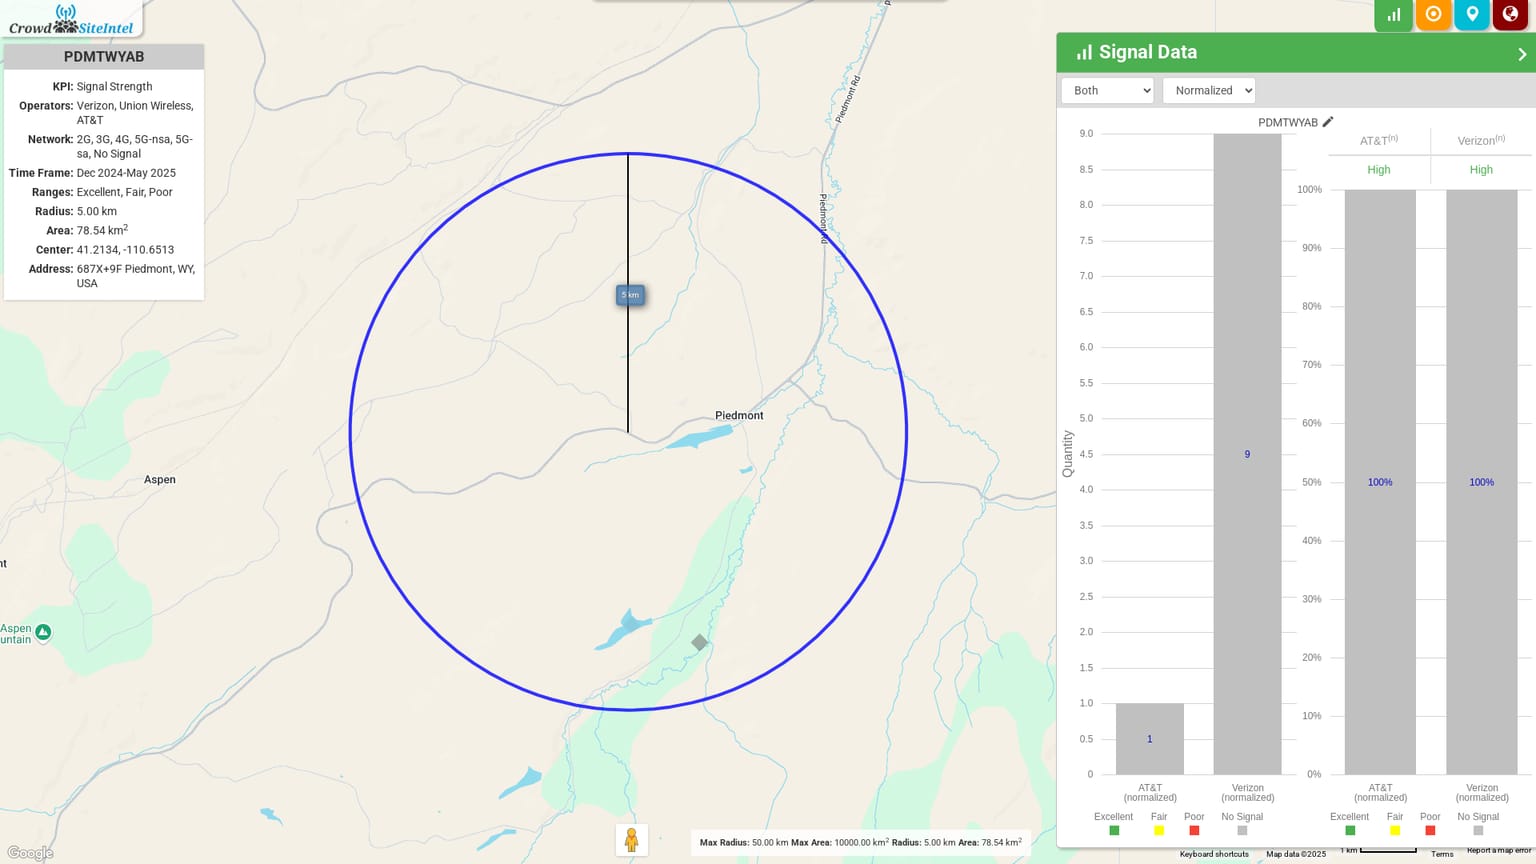 Crowd SiteIntel
PDMTWYAB
KPI: Signal Strength
Operators: Verizon, Union Wireless,
AT&T
Network: 2G, 3G, 4G, 5G-nsa, 5G-
sa, No Signal
Time Frame: Dec 2024-May 2025
Ranges: Excellent, Fair, Poor
Radius: 5.00 km
Area: 78.54 km2
Center: 41.2134, -110.6513
Address: 687X+9F Piedmont, WY,
USA
Piedmont Rd
Piedmont Rd
5 km
Piedmont
Aspen
nt
Aspen
untain
Google
Max Radius: 50.00 km Max Area: 10000.00 km2 Radius: 5.00 km Area: 78.54 km2
Signal Data
Both
Normalized
PDMTWYAB
Quantity
9.0
8.5
8.0
7.5
7.0
6.5
6.0
5.5
5.0
4.5
4.0
3.5
3.0
2.5
2.0
1.5
1.0
0.5
0
1
9
AT&T
(normalized)
Verizon
(normalized)
Excellent Fair Poor No Signal
AT&T(n) Verizon(n)
High High
100%
90%
80%
70%
60%
50%
40%
30%
20%
10%
0%
100% 100%
AT&T
(normalized)
Verizon
(normalized)
Excellent Fair Poor No Signal
Keyboard shortcuts Map data ©2025 1 km Terms Report a map error